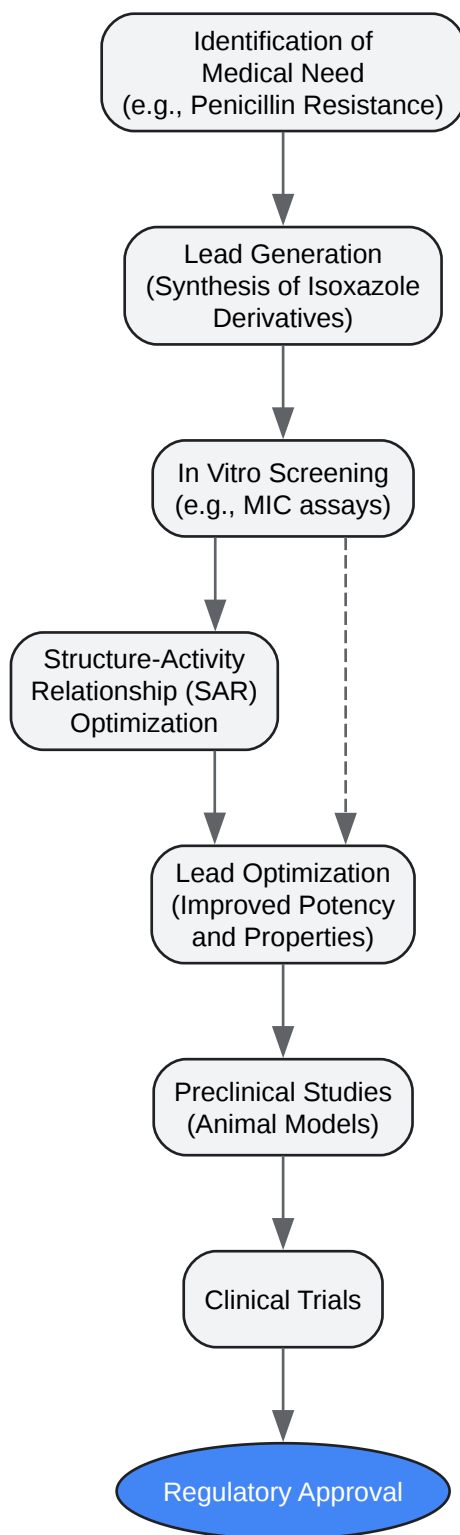 Identification of
Medical Need
(e.g., Penicillin Resistance)
Lead Generation
(Synthesis of Isoxazole
Derivatives)
In Vitro Screening
(e.g., MIC assays)
Structure-Activity
Relationship (SAR)
Optimization
Lead Optimization
(Improved Potency
and Properties)
Preclinical Studies
(Animal Models)
Clinical Trials
Regulatory Approval